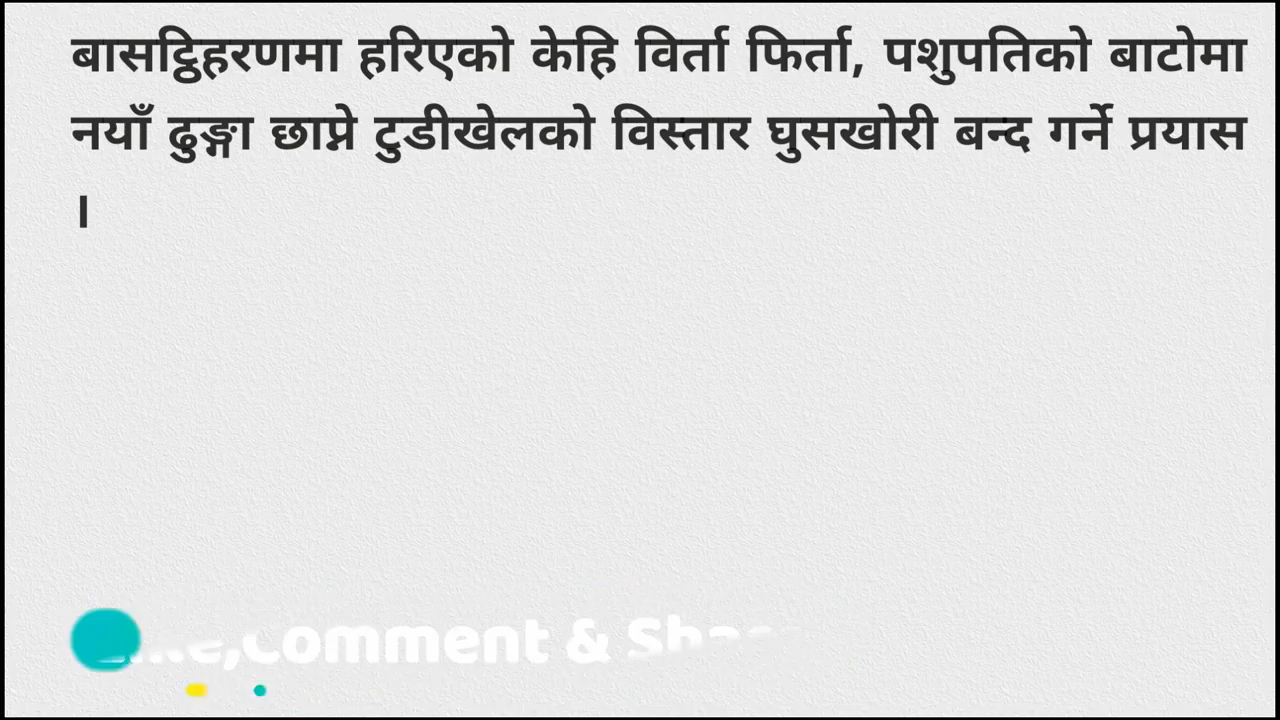 बासट्ठिहरणमा हरिएको केहि विर्ता फिर्ता, पशुपतिको बाटोमा
नयाँ ढुङ्गा छाप्ने टुडीखेलको विस्तार घुसखोरी बन्द गर्ने प्रयास
।
Comment &